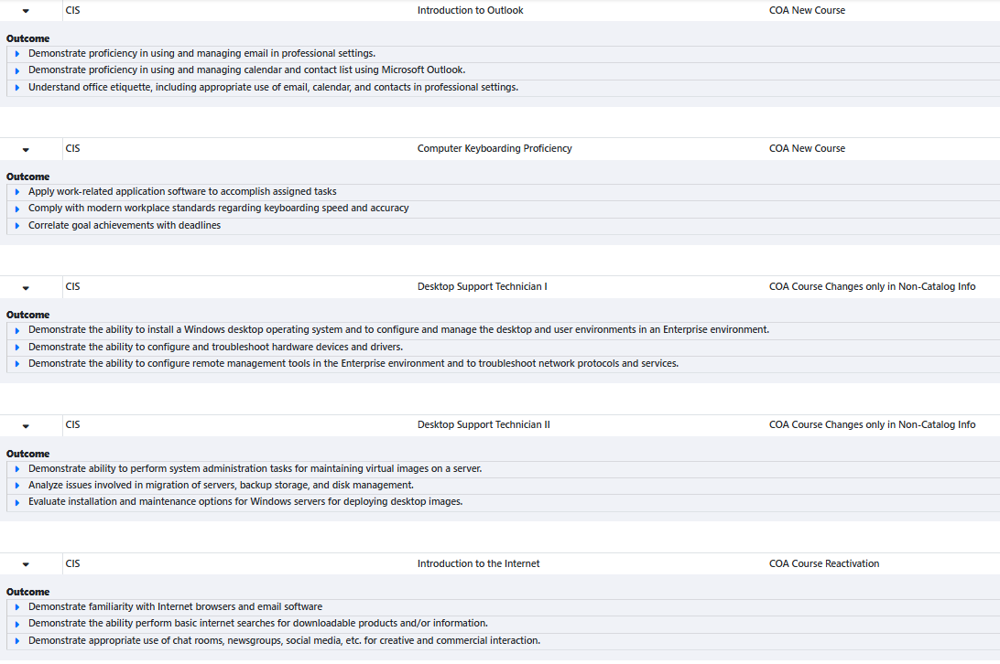 CIS Introduction to Outlook COA New Course
Outcome
Demonstrate proficiency in using and managing email in professional settings.
Demonstrate proficiency in using and managing calendar and contact list using Microsoft Outlook.
Understand office etiquette, including appropriate use of email, calendar, and contacts in professional settings.
CIS Computer Keyboarding Proficiency COA New Course
Outcome
Apply work-related application software to accomplish assigned tasks
Comply with modern workplace standards regarding keyboarding speed and accuracy
Correlate goal achievements with deadlines
CIS Desktop Support Technician I COA Course Changes only in Non-Catalog Info
Outcome
Demonstrate the ability to install a Windows desktop operating system and to configure and manage the desktop and user environments in an Enterprise environment.
Demonstrate the ability to configure and troubleshoot hardware devices and drivers.
Demonstrate the ability to configure remote management tools in the Enterprise environment and to troubleshoot network protocols and services.
CIS Desktop Support Technician II COA Course Changes only in Non-Catalog Info
Outcome
Demonstrate ability to perform system administration tasks for maintaining virtual images on a server.
Analyze issues involved in migration of servers, backup storage, and disk management.
Evaluate installation and maintenance options for Windows servers for deploying desktop images.
CIS Introduction to the Internet COA Course Reactivation
Outcome
Demonstrate familiarity with Internet browsers and email software
Demonstrate the ability perform basic internet searches for downloadable products and/or information.
Demonstrate appropriate use of chat rooms, newsgroups, social media, etc. for creative and commercial interaction.